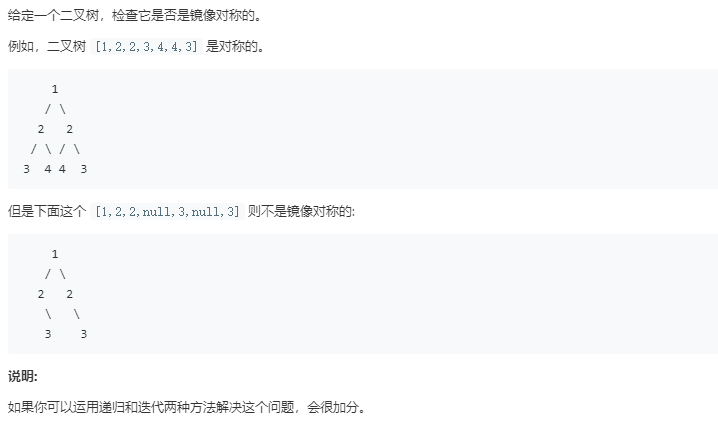 给定一个二叉树，检查它是否是镜像对称的。
例如，二叉树 [1,2,2,3,4,4,3] 是对称的。
    1
   / \
  2   2
 / \ / \
3  4 4  3
但是下面这个 [1,2,2,null,3,null,3] 则不是镜像对称的:
    1
   / \
  2   2
   \   \
   3    3
说明:
如果你可以运用递归和迭代两种方法解决这个问题，会很加分。